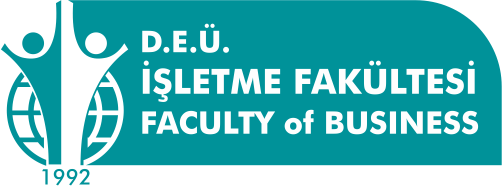 D.E.Ü.
İŞLETME FAKÜLTESİ
FACULTY of BUSINESS
1992